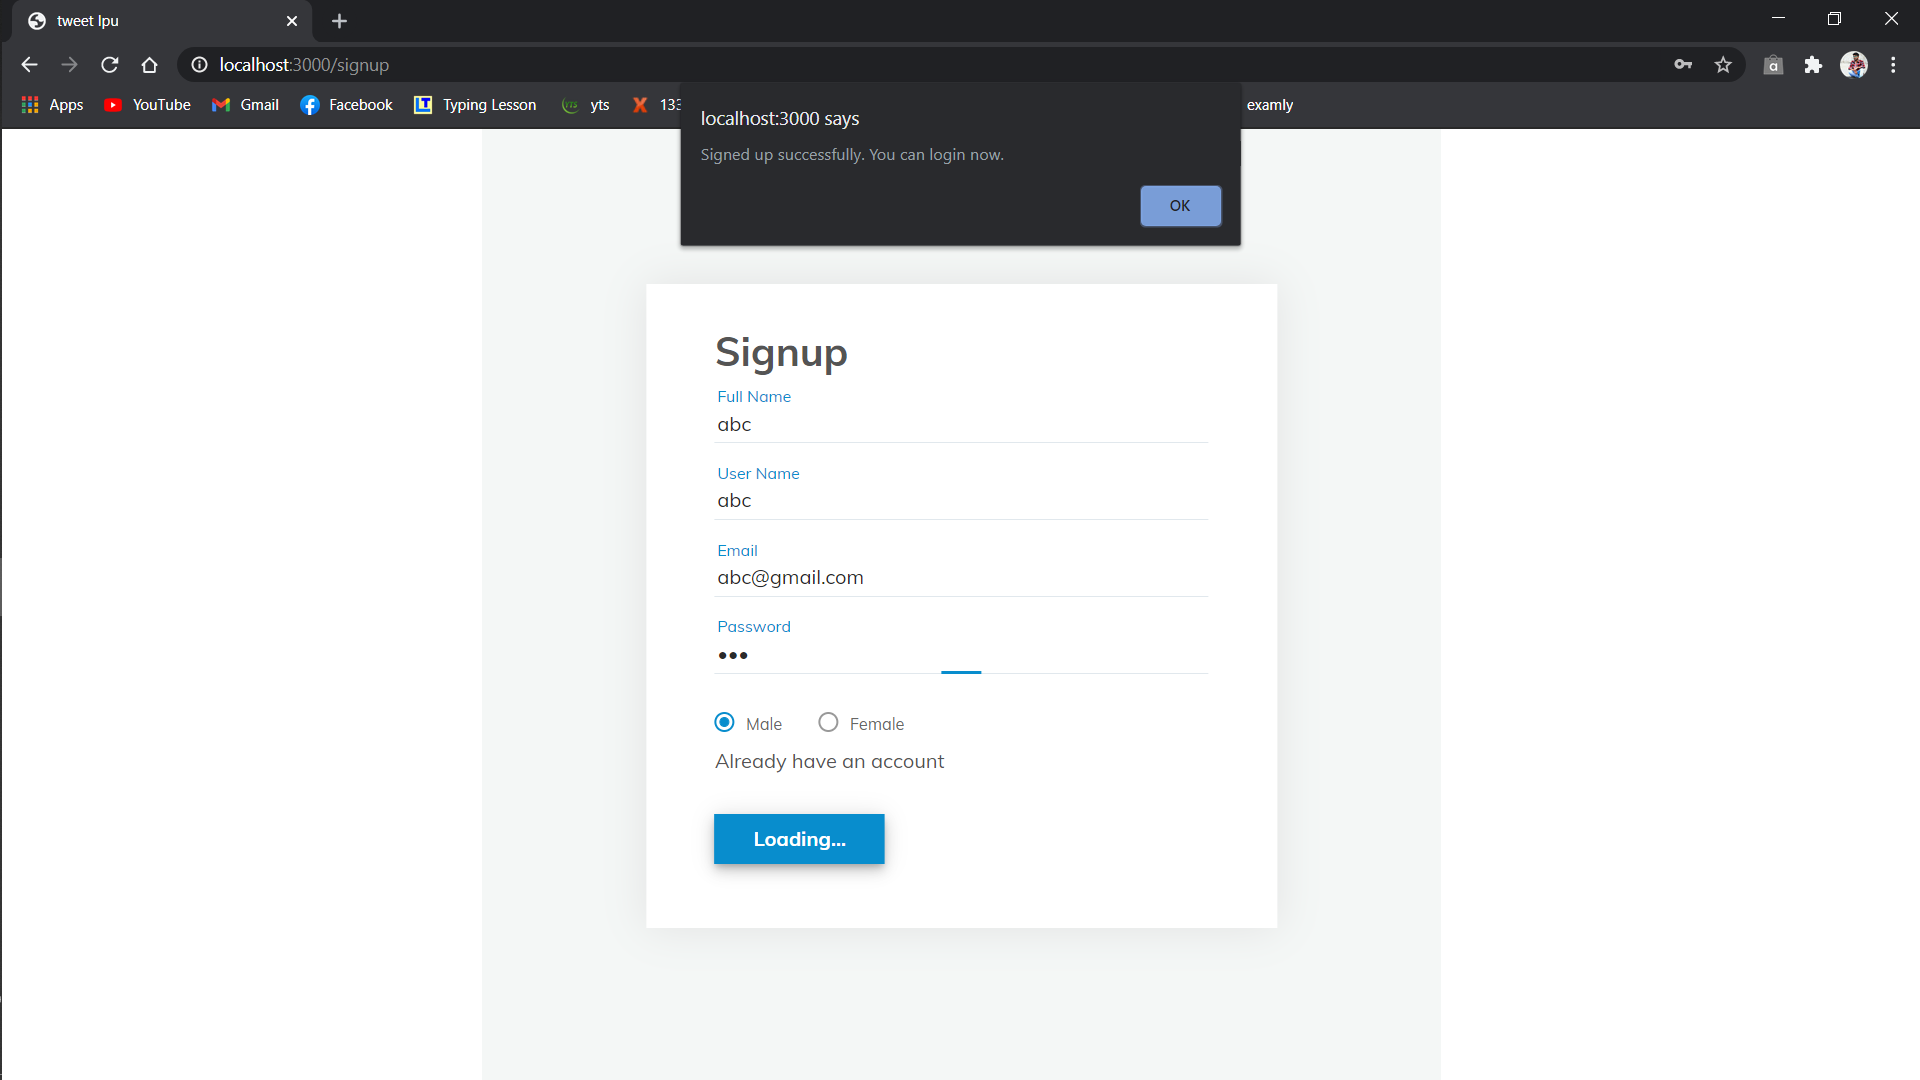 tweet lpu
localhost:3000/signup
Apps YouTube Gmail Facebook Typing Lesson yts 133 examly
localhost:3000 says
Signed up successfully. You can login now.
OK
Signup
Full Name
abc
User Name
abc
Email
abc@gmail.com
Password
•••
Male Female
Already have an account
Loading...